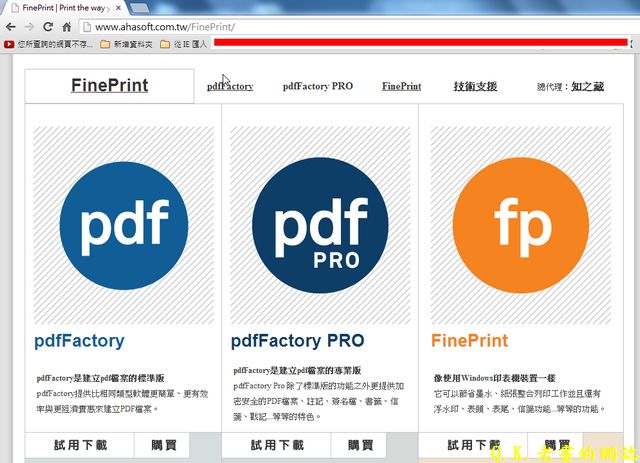 FinePrint | Print the way y
www.ahasoft.com.tw/FinePrint/
您所查詢的網頁不存... 新增資料夾 從 IE 匯入
FinePrint pdfFactory pdfFactory PRO FinePrint 技術支援 總代理：知之藏
pdf
pdf PRO
fp
pdfFactory
pdfFactory是建立pdf檔案的標準版
pdfFactory提供比相同類型軟體更簡單、更有效
率與更經濟實惠來建立PDF檔案。
試用下載 購買
pdfFactory PRO
pdfFactory是建立pdf檔案的專業版
pdfFactory Pro 除了標準版的功能之外更提供加
密安全的PDF檔案、註記、簽名檔、書籤、信
箋、戳記...等等的特色。
試用下載 購買
FinePrint
像使用Windows印表機裝置一樣
它可以節省墨水、紙張整合列印工作並且還有
浮水印、表頭、表尾、信箋功能...等等的功能。
試用下載 購買
Q.K.老爹的網誌